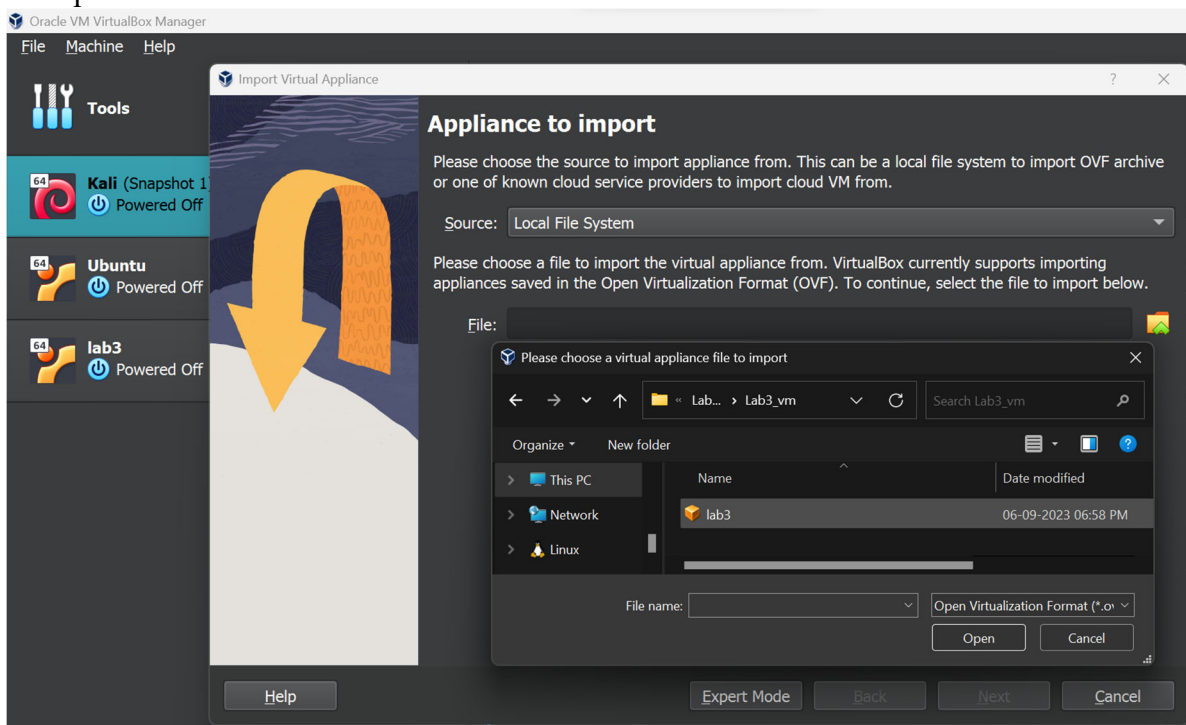 Oracle VM VirtualBox Manager
File Machine Help
Import Virtual Appliance
Tools
Appliance to import
Please choose the source to import appliance from. This can be a local file system to import OVF archive
or one of known cloud service providers to import cloud VM from.
64
Kali (Snapshot 1
Powered Off
Source: Local File System
64
Ubuntu
Powered Off
Please choose a file to import the virtual appliance from. VirtualBox currently supports importing
appliances saved in the Open Virtualization Format (OVF). To continue, select the file to import below.
File:
64
lab3
Powered Off
Please choose a virtual appliance file to import
« Lab... › Lab3_vm
Search Lab3_vm
Organize
New folder
This PC
Name
Date modified
Network
lab3
06-09-2023 06:58 PM
Linux
File name:
Open Virtualization Format (*.ov
Open
Cancel
Help
Expert Mode
Back
Next
Cancel